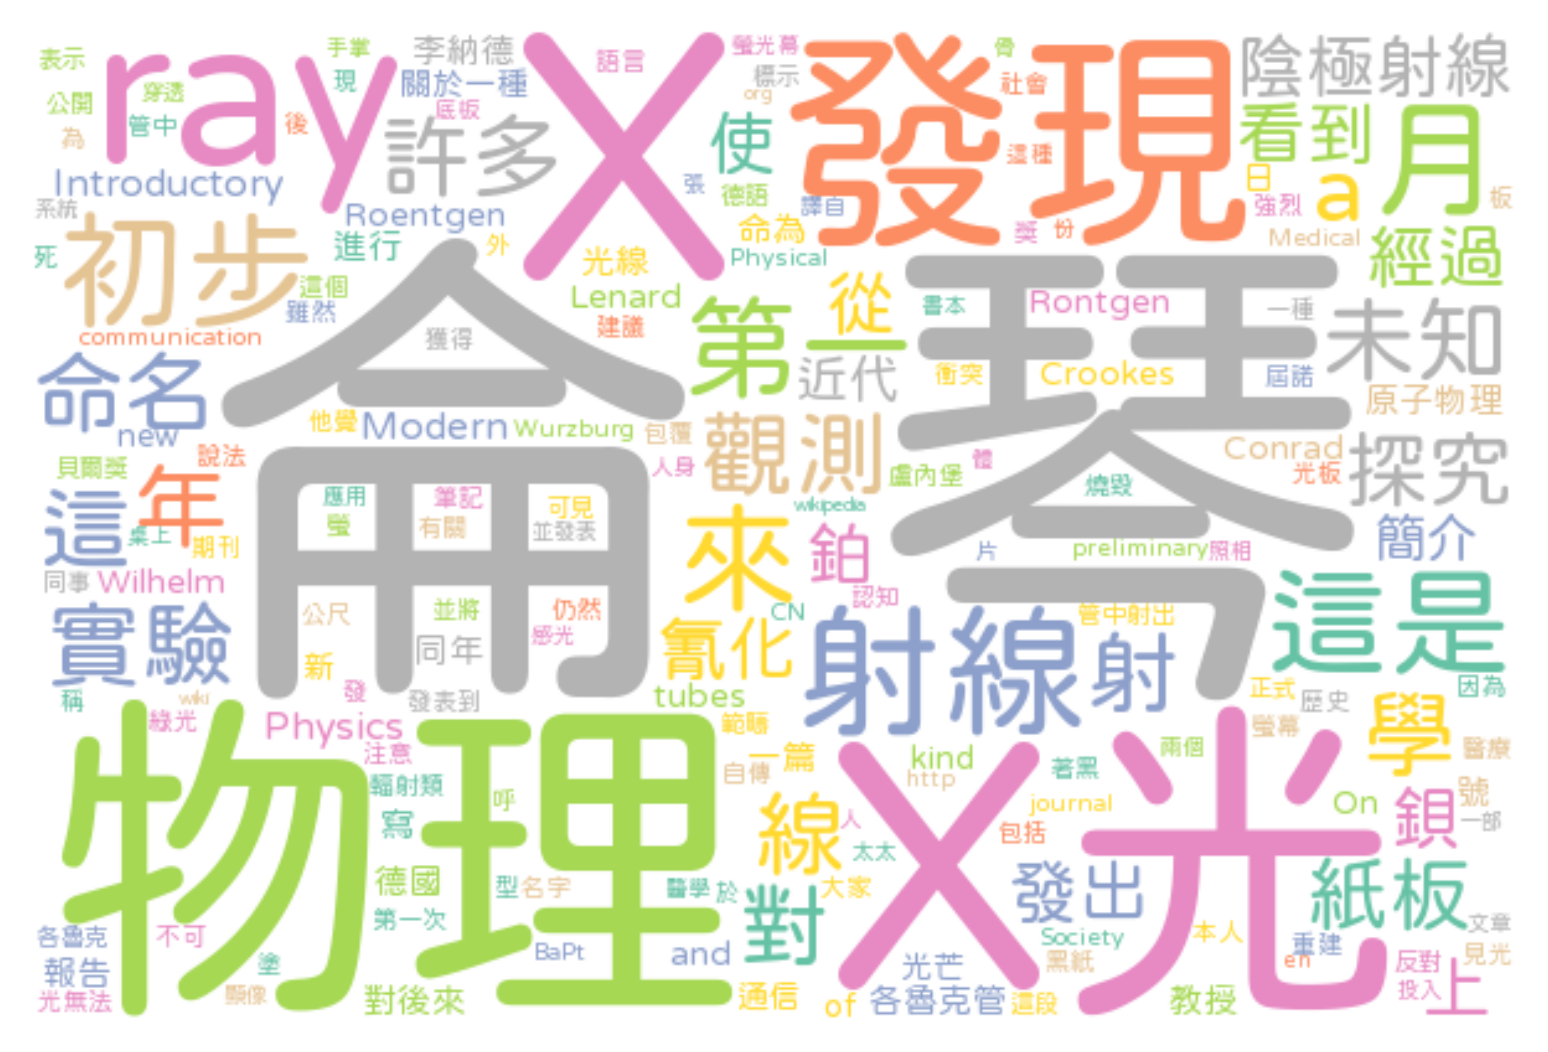 表示
手掌
李納德
X
語言
螢光幕
發現
骨
陰極射線
ray
現
關於一種
標示
社會
公開
穿透
底板
org
管中
後
許多
使
這種
看到
月
為
Introductory
張
德語
日
a
板
系統
Roentgen
譯自
強烈
初步
進行
外
命為
獎
份
Medical
死
光線
Physical
經過
侖
琴
這個
Lenard
第一
從
書本
Rontgen
一種
未知
雖然
建議
communication
獲得
近代
衝突
Crookes
屆諾
原子物理
命名
他覺
Modern
Wurzburg
包覆
觀測
new
Conrad
探究
說法
貝爾獎
人身
盧內堡
體
光板
年
應用
筆記
可見
wikipedia
燒毀
這
螢
有關
並發表
來
鉑
簡介
桌上
期刊
片
preliminary
照相
同事
Wilhelm
認知
這是
公尺
並將
仍然
CN
管中射出
實驗
感光
氰化
射線
射
同年
新
稱
wiki
發
發表到
tubes
正式
歷史
因為
綠光
Physics
範疇
螢幕
學
物理
注意
一篇
kind
兩個
醫療
輻射類
自傳
http
著黑
X光
呼
線
journal
On
鋇
號
寫
人
包括
一部
太太
德國
型
名字
醫學
於
對
大家
發出
紙板
第一次
文章
各魯克
不可
BaPt
and
Society
本人
重建
見光
報告
塗
光芒
黑紙
en
反對
光無法
顯像
對後來
通信
of
各魯克管
這段
教授
投入
上